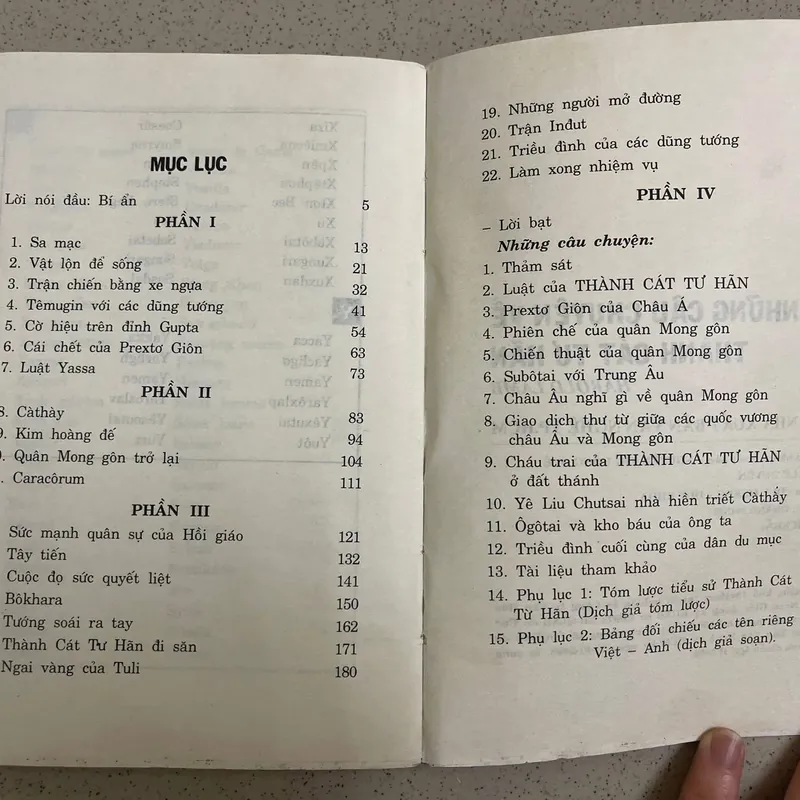 MỤC LỤC
Lời nói đầu: Bí ẩn 5
PHẦN I
1. Sa mạc 13
2. Vật lộn để sống 21
3. Trận chiến bằng xe ngựa 32
4. Têmugin với các dũng tướng 41
5. Cờ hiệu trên đỉnh Gupta 54
6. Cái chết của Prextơ Giôn 63
7. Luật Yassa 73
PHẦN II
8. Càthày 83
9. Kim hoàng đế 94
0. Quân Mong gôn trở lại 104
. Caracôrum 111
PHẦN III
Sức mạnh quân sự của Hồi giáo 121
Tây tiến 132
Cuộc đọ sức quyết liệt 141
Bôkhara 150
Tướng soái ra tay 162
Thành Cát Tư Hãn đi săn 171
Ngai vàng của Tuli 180
19. Những người mở đường
20. Trận Inđut
21. Triều đình của các dũng tướng
22. Làm xong nhiệm vụ
PHẦN IV
– Lời bạt
Những câu chuyện:
1. Thảm sát
2. Luật của THÀNH CÁT TƯ HÃN
3. Prextơ Giôn của Châu Á
4. Phiên chế của quân Mong gôn
5. Chiến thuật của quân Mong gôn
6. Subôtai với Trung Âu
7. Châu Âu nghĩ gì về quân Mong gôn
8. Giao dịch thư từ giữa các quốc vương
châu Âu và Mong gôn
9. Cháu trai của THÀNH CÁT TƯ HÃN
ở đất thánh
10. Yê Liu Chutsai nhà hiền triết Càthầy
11. Ôgôtai và kho báu của ông ta
12. Triều đình cuối cùng của dân du mục
13. Tài liệu tham khảo
14. Phụ lục 1: Tóm lược tiểu sử Thành Cát
Từ Hãn (Dịch giả tóm lược)
15. Phụ lục 2: Bảng đối chiếu các tên riêng
Việt – Anh (dịch giả soạn).